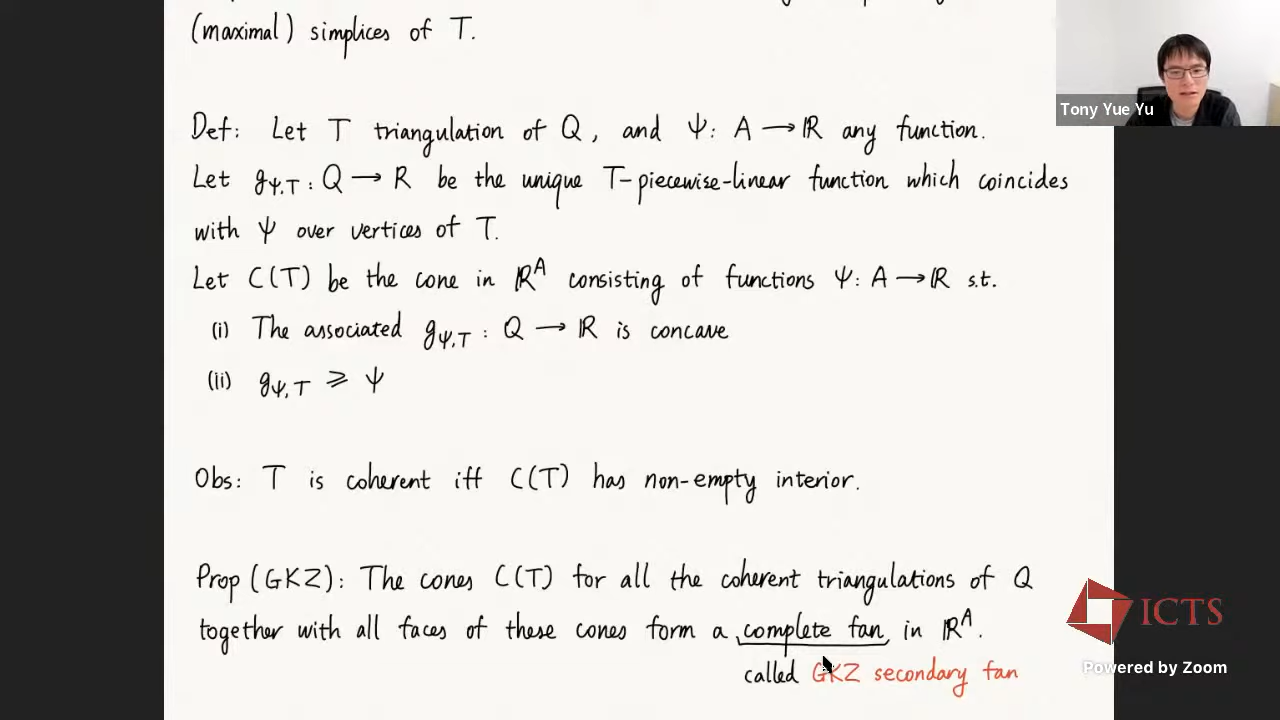 (maximal) simplices of T.
Def: Let T triangulation of Q, and Ψ: A → ℝ any function.
Let g_{Ψ,T} : Q → ℝ be the unique T-piecewise-linear function which coincides
with Ψ over vertices of T.
Let C(T) be the cone in ℝ^A consisting of functions Ψ: A → ℝ s.t.
(i) The associated g_{Ψ,T} : Q → ℝ is concave
(ii) g_{Ψ,T} ⩾ Ψ
Obs: T is coherent iff C(T) has non-empty interior.
Prop (GKZ): The cones C(T) for all the coherent triangulations of Q
together with all faces of these cones form a complete fan in ℝ^A.
called GKZ secondary fan
Tony Yue Yu
ICTS
Powered by Zoom